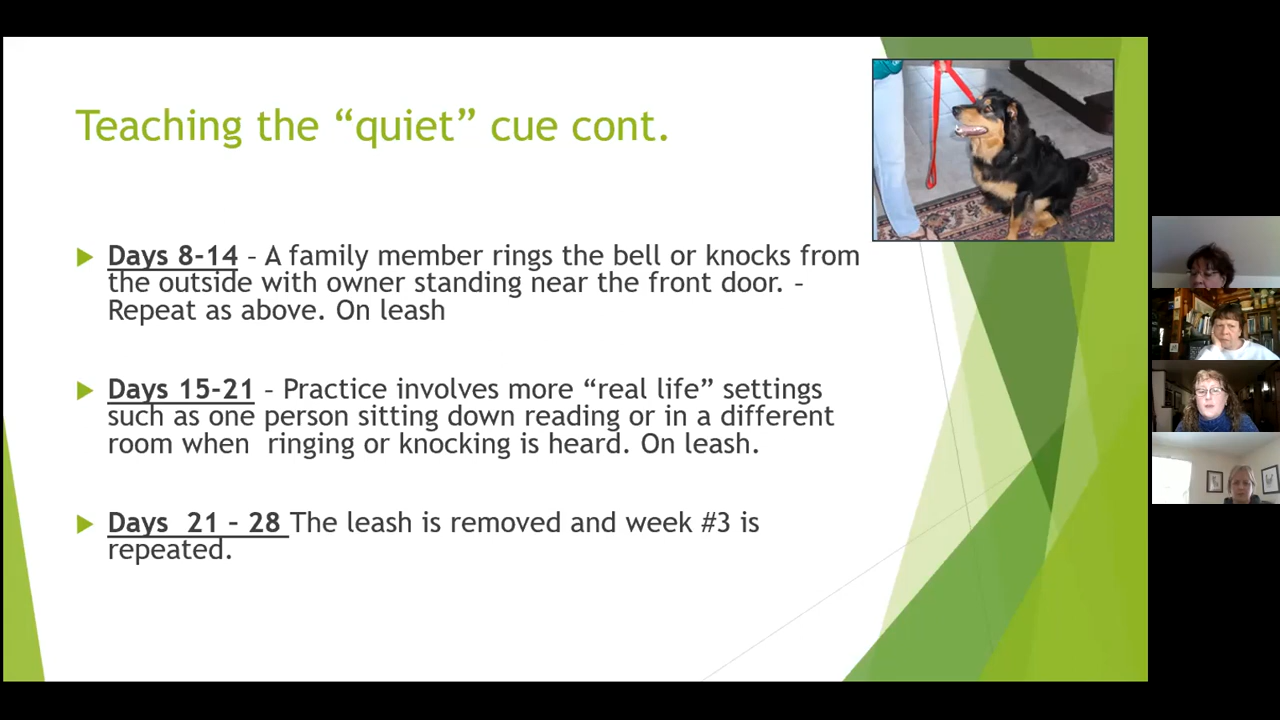 Teaching the “quiet” cue cont.
Days 8-14 – A family member rings the bell or knocks from
the outside with owner standing near the front door. –
Repeat as above. On leash
Days 15-21 – Practice involves more “real life” settings
such as one person sitting down reading or in a different
room when  ringing or knocking is heard. On leash.
Days  21 – 28 The leash is removed and week #3 is
repeated.